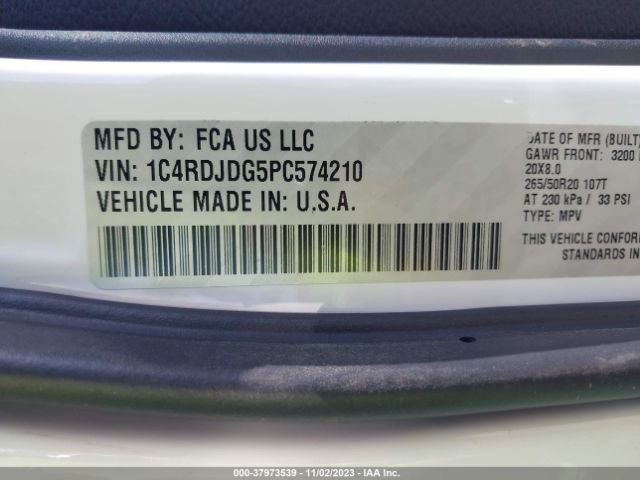 MFD BY: FCA US LLC
VIN: 1C4RDJDG5PC574210
VEHICLE MADE IN: U.S.A.
DATE OF MFR (BUILT)
GAWR FRONT: 3200
20X8.0
265/50R20 107T
AT 230 kPa / 33 PSI
TYPE: MPV
THIS VEHICLE CONFOR
STANDARDS IN
000-37973539 - 11/02/2023 - IAAI.COM